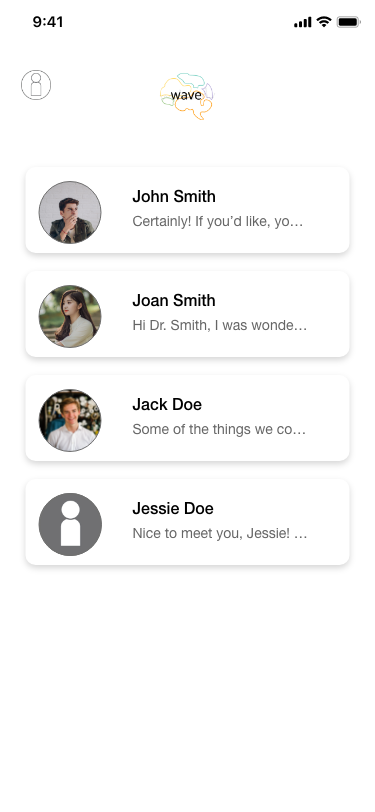 9:41
wave
John Smith
Certainly! If you’d like, yo…
Joan Smith
Hi Dr. Smith, I was wonde…
Jack Doe
Some of the things we co…
Jessie Doe
Nice to meet you, Jessie! …